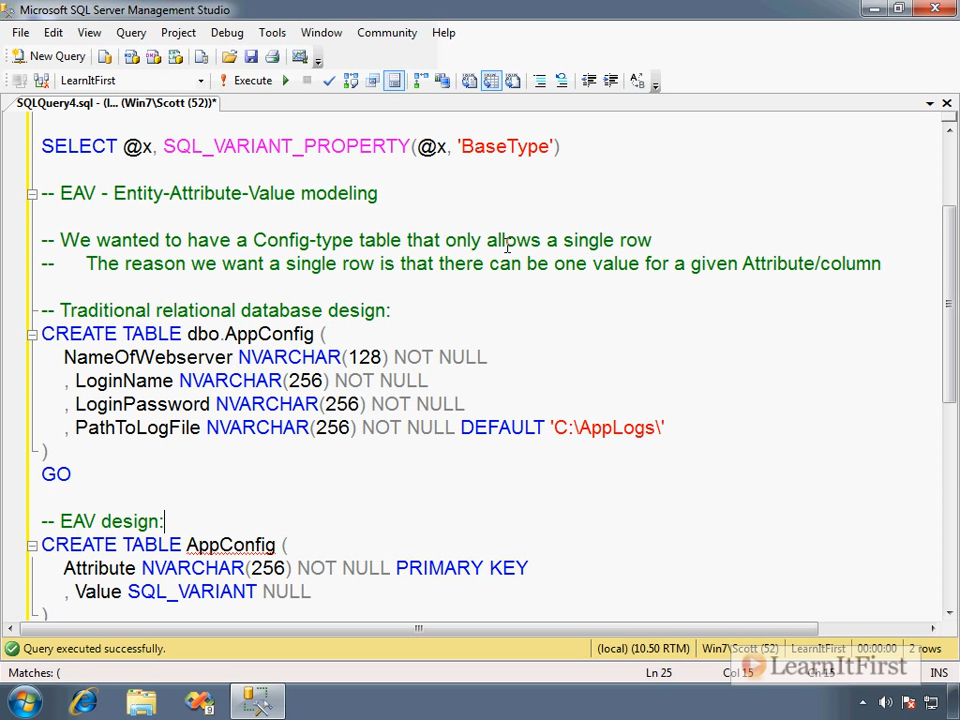 Microsoft SQL Server Management Studio
File Edit View Query Project Debug Tools Window Community Help
New Query
LearnItFirst Execute
SQLQuery4.sql - (l... (Win7\Scott (52))*
SELECT @x, SQL_VARIANT_PROPERTY(@x, 'BaseType')
-- EAV - Entity-Attribute-Value modeling
-- We wanted to have a Config-type table that only allows a single row
-- The reason we want a single row is that there can be one value for a given Attribute/column
-- Traditional relational database design:
CREATE TABLE dbo.AppConfig (
NameOfWebserver NVARCHAR(128) NOT NULL
, LoginName NVARCHAR(256) NOT NULL
, LoginPassword NVARCHAR(256) NOT NULL
, PathToLogFile NVARCHAR(256) NOT NULL DEFAULT 'C:\AppLogs\'
)
GO
-- EAV design:
CREATE TABLE AppConfig (
Attribute NVARCHAR(256) NOT NULL PRIMARY KEY
, Value SQL_VARIANT NULL
)
Query executed successfully. (local) (10.50 RTM) Win7\Scott (52) LearnItFirst 00:00:00 2 rows
Matches: ( Ln 25 Col 15 Ch 15 INS
LearnItFirst